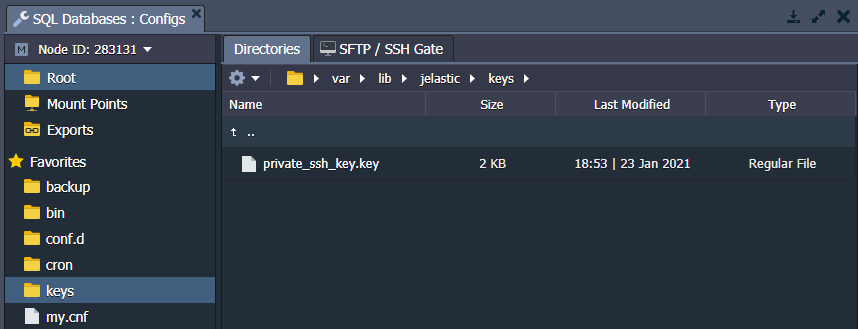 SQL Databases : Configs
M Node ID: 283131
Directories
SFTP / SSH Gate
Root
Mount Points
Exports
Favorites
backup
bin
conf.d
cron
keys
my.cnf
var lib jelastic keys
Name Size Last Modified Type
..
private_ssh_key.key 2 KB 18:53 | 23 Jan 2021 Regular File